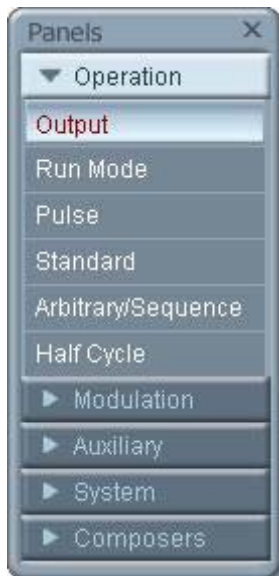 Panels
Operation
Output
Run Mode
Pulse
Standard
Arbitrary/Sequence
Half Cycle
Modulation
Auxiliary
System
Composers